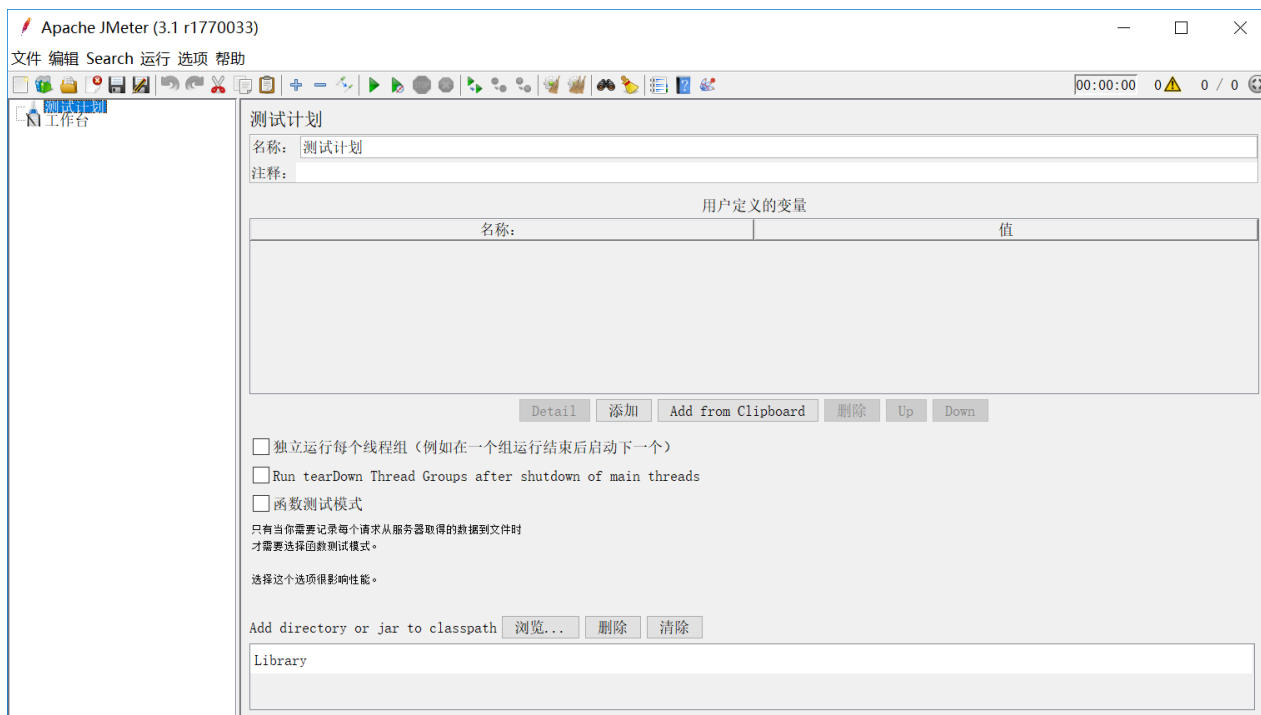 Apache JMeter (3.1 r1770033)
文件 编辑 Search 运行 选项 帮助
00:00:00 0 0 / 0
测试计划
工作台
测试计划
名称: 测试计划
注释:
用户定义的变量
名称: 值
Detail 添加 Add from Clipboard 删除 Up Down
独立运行每个线程组（例如在一个组运行结束后启动下一个）
Run tearDown Thread Groups after shutdown of main threads
函数测试模式
只有当你需要记录每个请求从服务器取得的数据到文件时
才需要选择函数测试模式。
选择这个选项很影响性能。
Add directory or jar to classpath 浏览... 删除 清除
Library